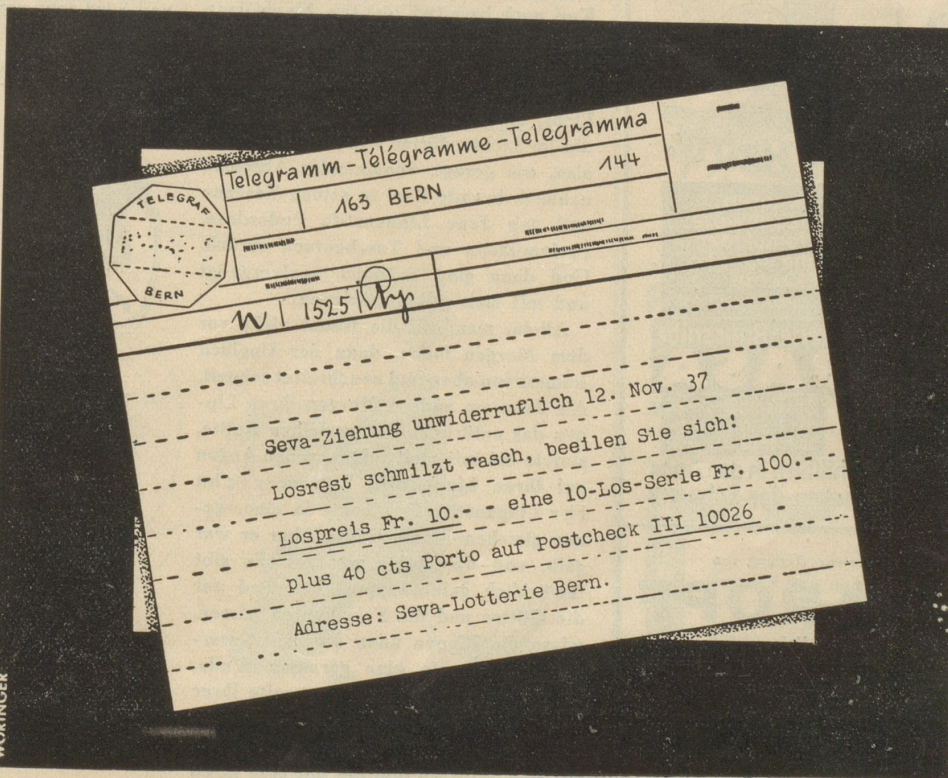 Telegramm - Télégramme - Telegramma
163 BERN 144
TELEGRAF
BERN
N 1525
Seva-Ziehung unwiderruflich 12. Nov. 37
Losrest schmilzt rasch, beeilen Sie sich!
Lospreis Fr. 10.- - eine 10-Los-Serie Fr. 100.- -
plus 40 cts Porto auf Postcheck III 10026 -
Adresse: Seva-Lotterie Bern.
WORINGER